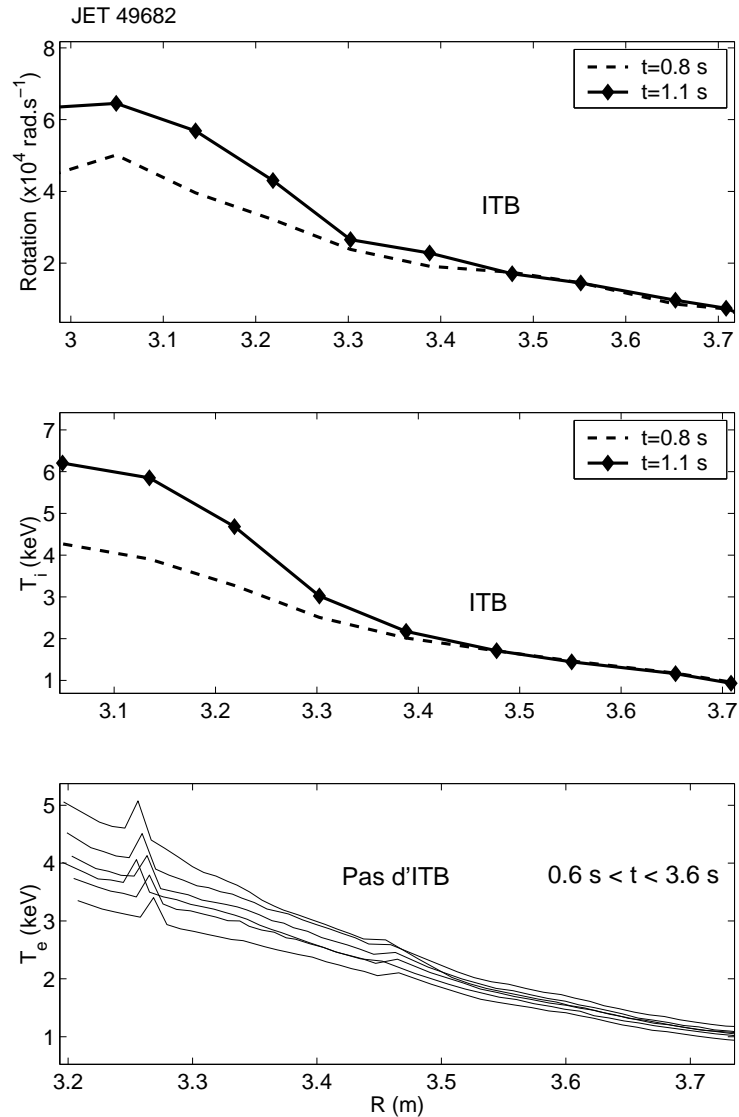 JET 49682
Rotation (x10⁴ rad.s⁻¹)
8
6
4
2
t=0.8 s
t=1.1 s
ITB
3 3.1 3.2 3.3 3.4 3.5 3.6 3.7
T_i (keV)
7
6
5
4
3
2
1
t=0.8 s
t=1.1 s
ITB
3.1 3.2 3.3 3.4 3.5 3.6 3.7
T_e (keV)
5
4
3
2
1
Pas d'ITB 0.6 s < t < 3.6 s
3.2 3.3 3.4 3.5 3.6 3.7
R (m)